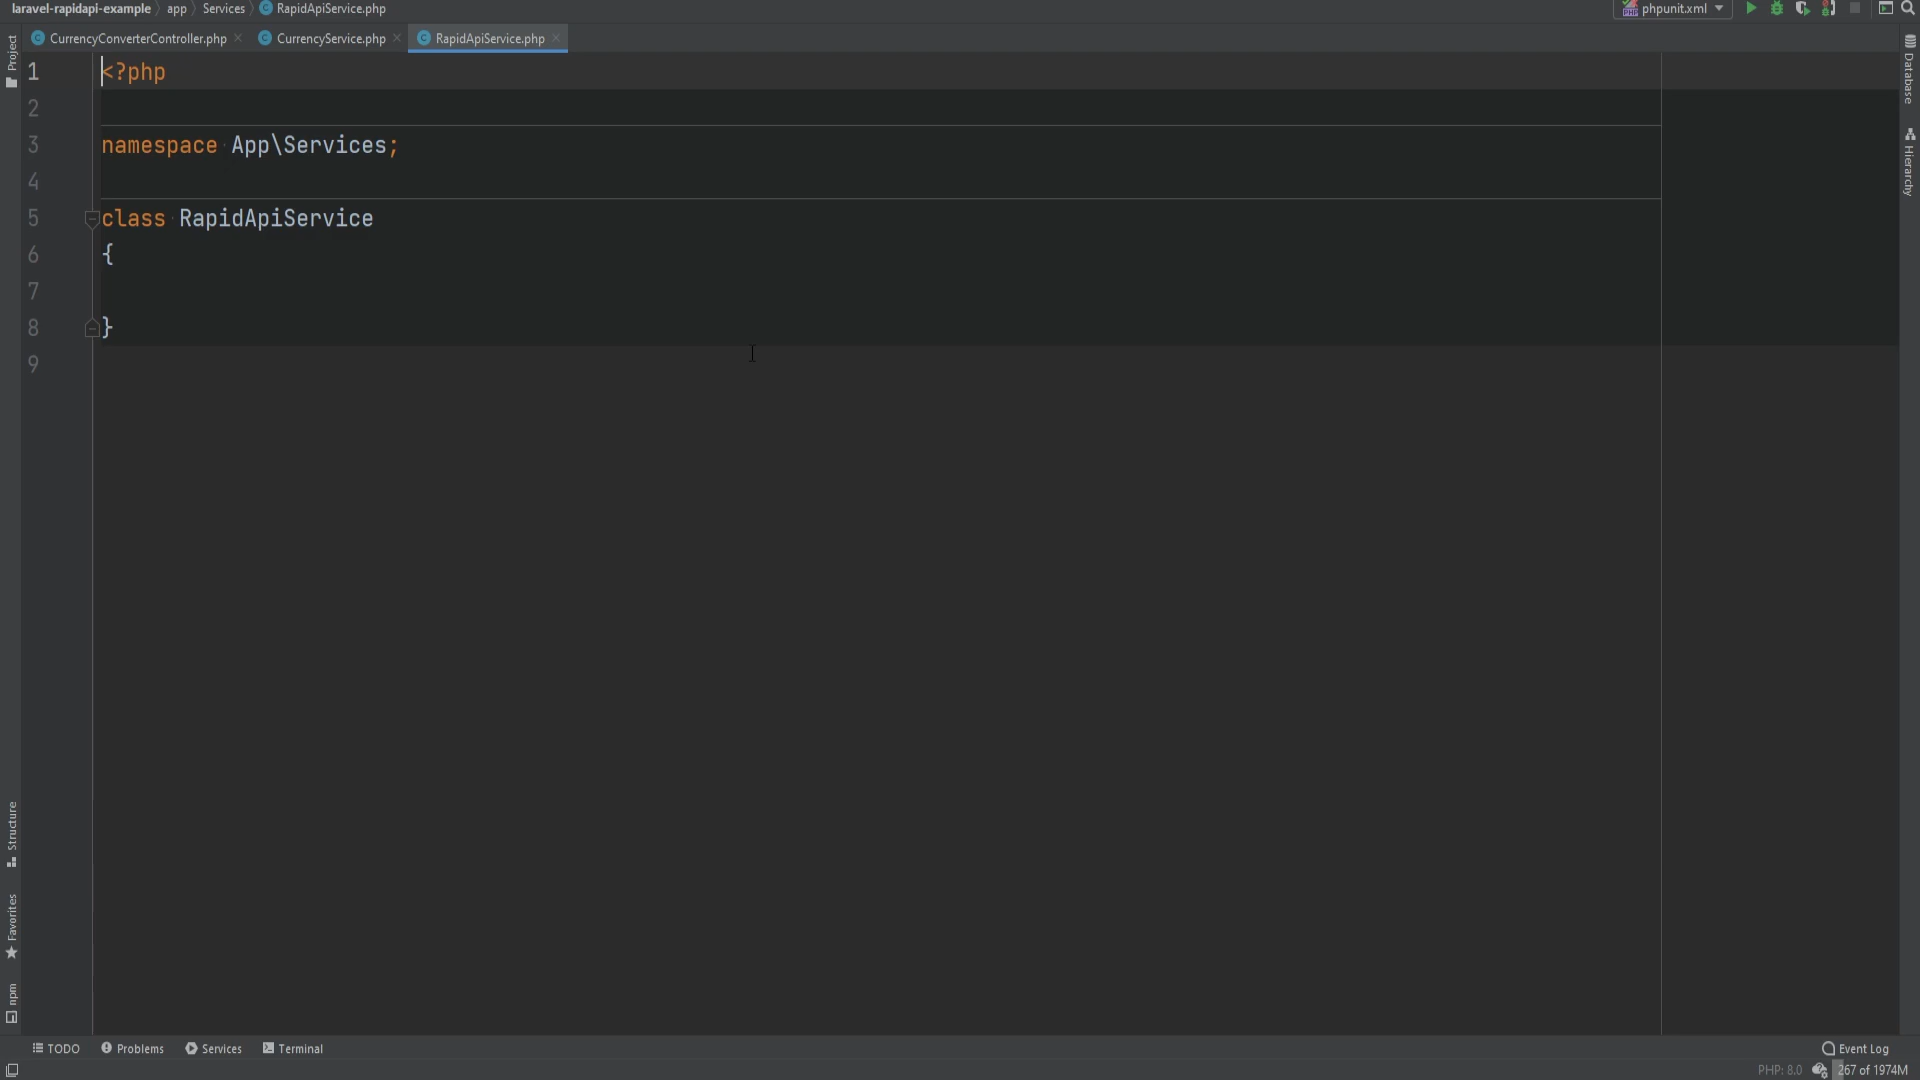 laravel-rapidapi-example app Services RapidApiService.php phpunit.xml
CurrencyConverterController.php CurrencyService.php RapidApiService.php
Project
Database
Hierarchy
1 <?php
2
3 namespace App\Services;
4
5 class RapidApiService
6 {
7
8 }
9
Structure
Favorites
npm
TODO Problems Services Terminal Event Log
PHP: 8.0 267 of 1974M